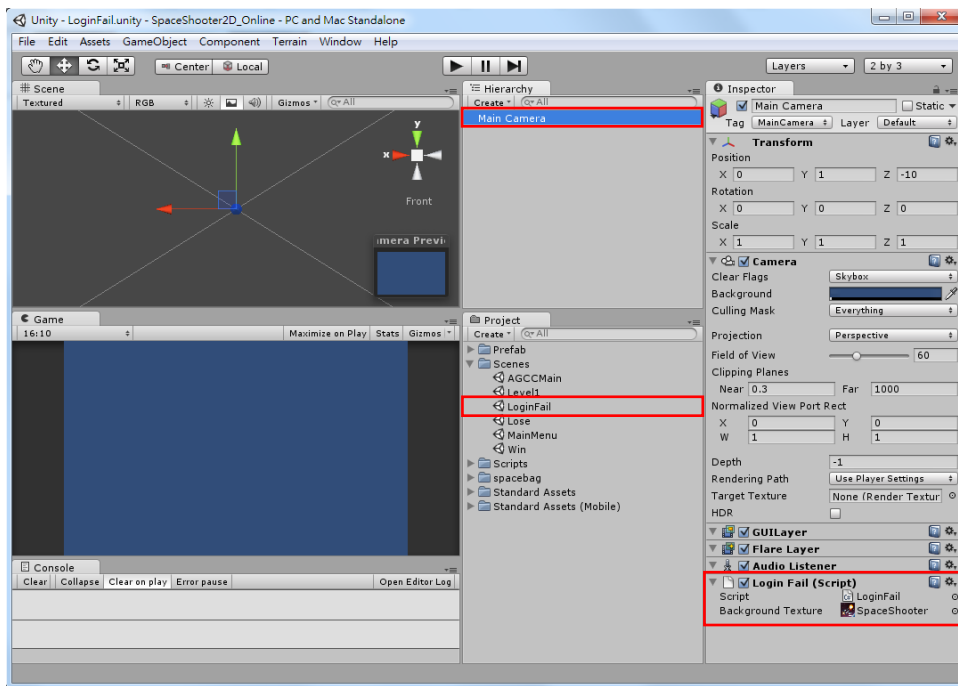 Unity - LoginFail.unity - SpaceShooter2D_Online - PC and Mac Standalone
File Edit Assets GameObject Component Terrain Window Help
Center Local
Layers 2 by 3
Scene
Textured RGB Gizmos All
y
x
Front
mera Previ
Game
16:10 Maximize on Play Stats Gizmos
Console
Clear Collapse Clear on play Error pause Open Editor Log
Hierarchy
Create All
Main Camera
Project
Create All
Prefab
Scenes
AGCCMain
Level1
LoginFail
Lose
MainMenu
Win
Scripts
spacebag
Standard Assets
Standard Assets (Mobile)
Inspector
Main Camera Static
Tag MainCamera Layer Default
Transform
Position
X 0 Y 1 Z -10
Rotation
X 0 Y 0 Z 0
Scale
X 1 Y 1 Z 1
Camera
Clear Flags Skybox
Background
Culling Mask Everything
Projection Perspective
Field of View 60
Clipping Planes
Near 0.3 Far 1000
Normalized View Port Rect
X 0 Y 0
W 1 H 1
Depth -1
Rendering Path Use Player Settings
Target Texture None (Render Textur
HDR
GUILayer
Flare Layer
Audio Listener
Login Fail (Script)
Script LoginFail
Background Texture SpaceShooter